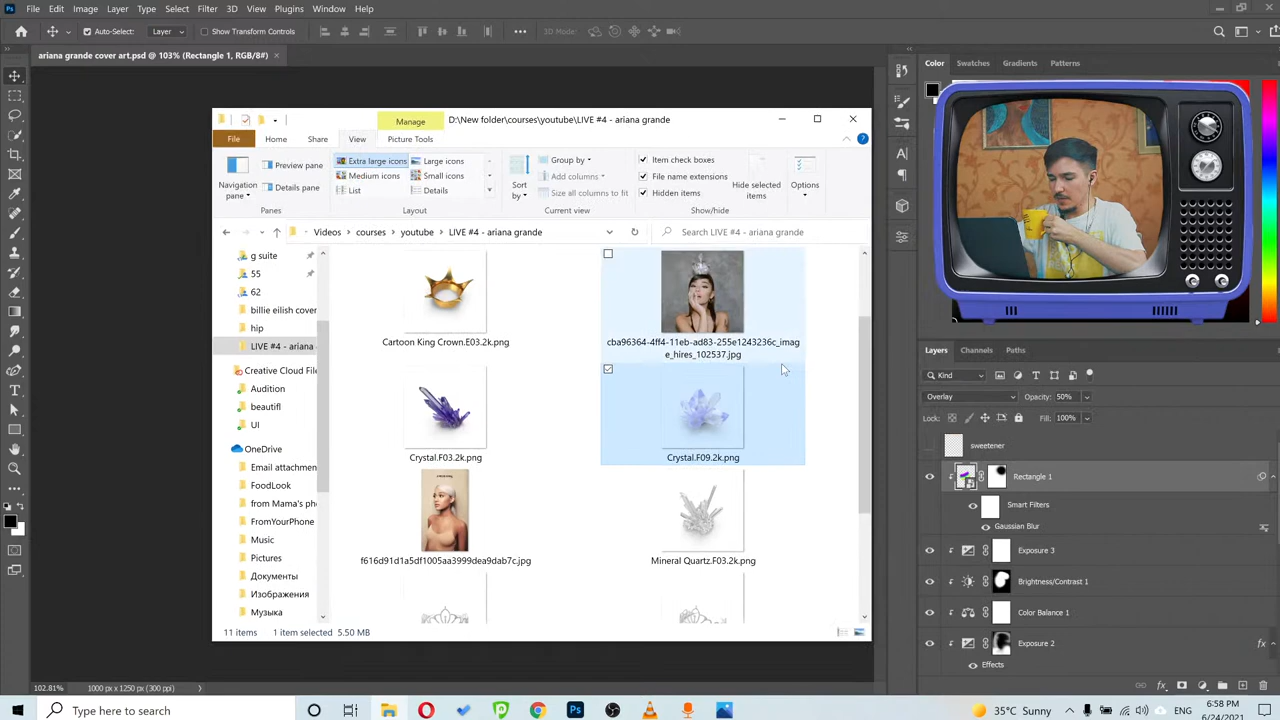 Ps File Edit Image Layer Type Select Filter 3D View Plugins Window Help
Auto-Select: Layer Show Transform Controls 3D Mode:
ariana grande cover art.psd @ 103% (Rectangle 1, RGB/8#) ×
Manage D:\New folder\courses\youtube\LIVE #4 - ariana grande
File Home Share View Picture Tools
Navigation pane
Preview pane
Details pane
Panes
Extra large icons Large icons
Medium icons Small icons
List Details
Layout
Sort by
Group by
Add columns
Size all columns to fit
Current view
Item check boxes
File name extensions
Hidden items
Hide selected items
Show/hide
Options
Videos courses youtube LIVE #4 - ariana grande
Search LIVE #4 - ariana grande
g suite
55
62
billie eilish cover
hip
LIVE #4 - ariana
Creative Cloud File
Audition
beautifl
UI
OneDrive
Email attachment
FoodLook
from Mama's ph
FromYourPhone
Music
Pictures
Документы
Изображения
Музыка
Cartoon King Crown.E03.2k.png
cba96364-4ff4-11eb-ad83-255e1243236c_imag
e_hires_102537.jpg
Crystal.F03.2k.png
Crystal.F09.2k.png
f616d91d1a5df1005aa3999dea9dab7c.jpg
Mineral Quartz.F03.2k.png
11 items 1 item selected 5.50 MB
102.81% 1000 px x 1250 px (300 ppi)
Color Swatches Gradients Patterns
Layers Channels Paths
Kind
Overlay Opacity: 50%
Lock: Fill: 100%
sweetener
Rectangle 1
Smart Filters
Gaussian Blur
Exposure 3
Brightness/Contrast 1
Color Balance 1
Exposure 2 fx
Effects
Type here to search
35°C Sunny
ENG
6:58 PM